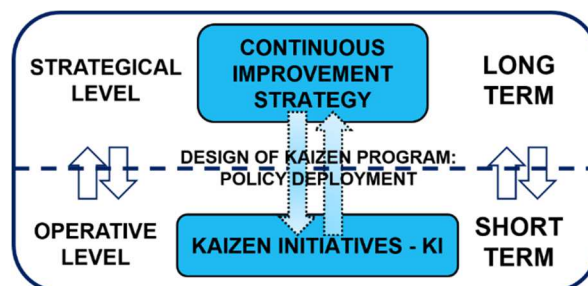 STRATEGICAL
LEVEL
CONTINUOUS
IMPROVEMENT
STRATEGY
LONG
TERM
DESIGN OF KAIZEN PROGRAM:
POLICY DEPLOYMENT
OPERATIVE
LEVEL
KAIZEN INITIATIVES - KI
SHORT
TERM